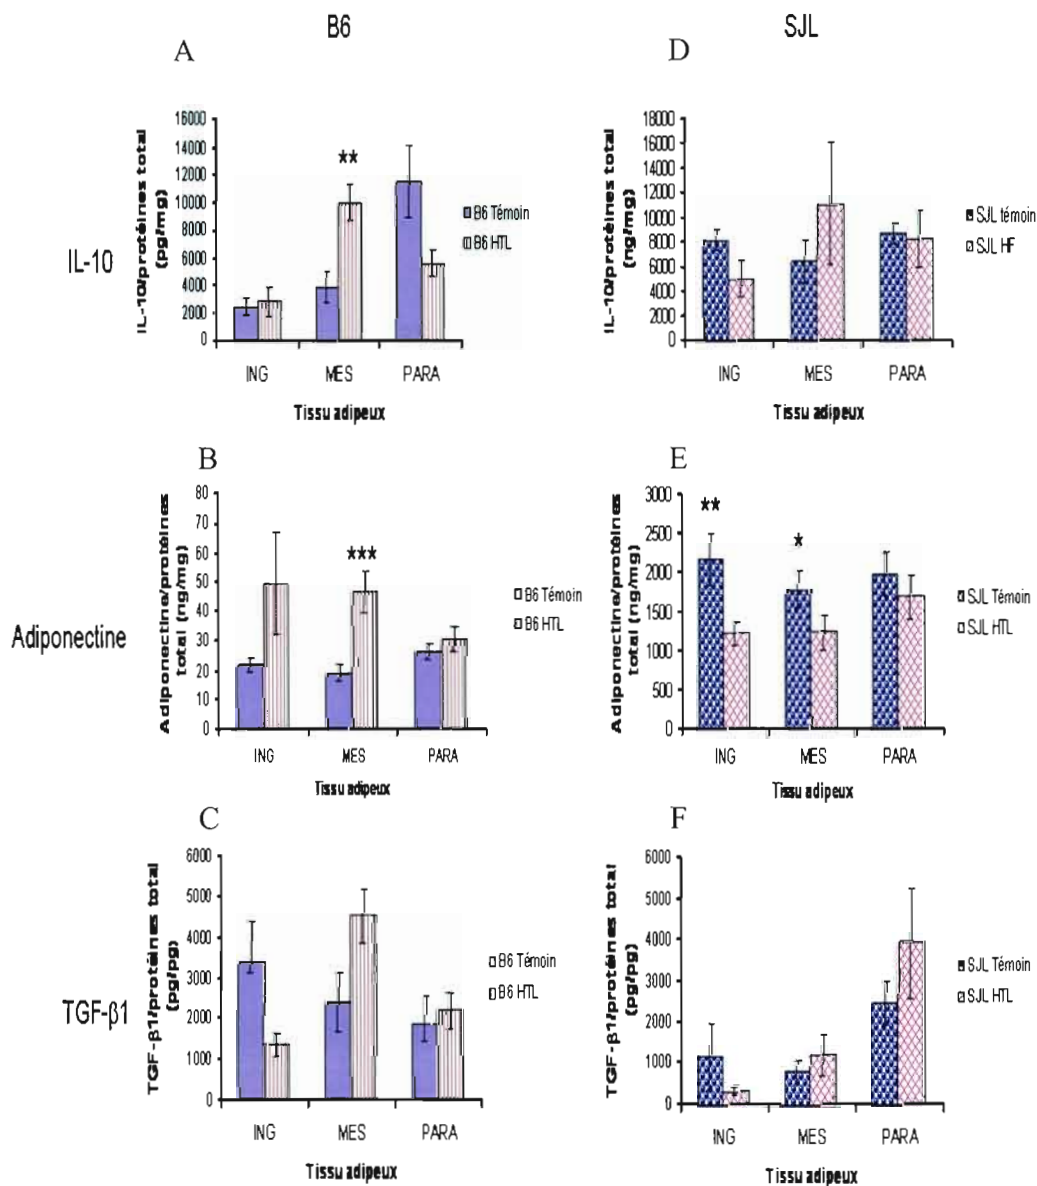 B6
SJL
A
IL-10
IL-10/protéines total
(pg/mg)
16000
14000
12000
10000
8000
6000
4000
2000
0
**
ING MES PARA
Tissu adipeux
B6 Témoin
B6 HTL
D
IL-10/protéines total
(ng/mg)
18000
16000
14000
12000
10000
8000
6000
4000
2000
0
ING MES PARA
Tissu adipeux
SJL témoin
SJL HF
B
Adiponectine
Adiponectine/protéines
total (ng/mg)
80
70
60
50
40
30
20
10
0
***
ING MES PARA
Tissu adipeux
B6 Témoin
B6 HTL
E
Adiponectine/protéines
total (ng/mg)
3000
2500
2000
1500
1000
500
0
**
*
ING MES PARA
Tissu adipeux
SJL Témoin
SJL HTL
C
TGF-β1
TGF-β1/protéines total
(pg/pg)
6000
5000
4000
3000
2000
1000
0
ING MES PARA
Tissu adipeux
B6 Témoin
B6 HTL
F
TGF-β1/protéines total
(pg/pg)
6000
5000
4000
3000
2000
1000
0
ING MES PARA
Tissu adipeux
SJL Témoin
SJL HTL